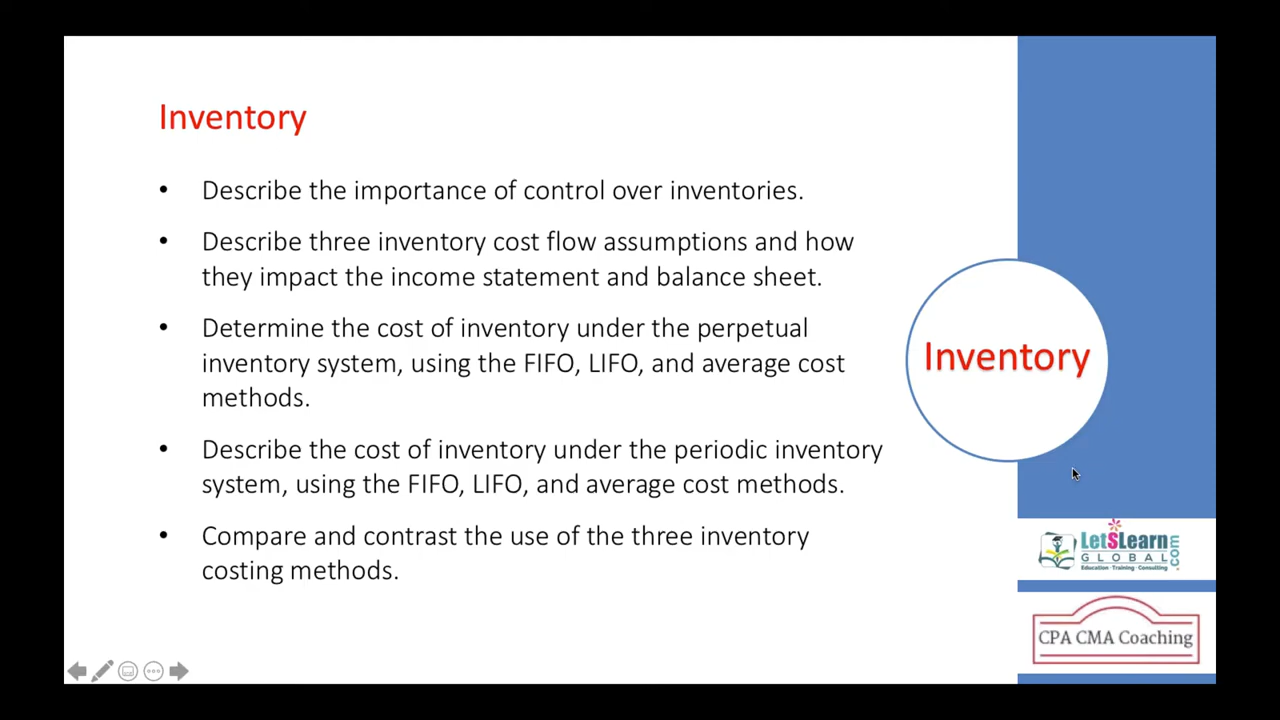 Inventory
• Describe the importance of control over inventories.
• Describe three inventory cost flow assumptions and how
they impact the income statement and balance sheet.
• Determine the cost of inventory under the perpetual
inventory system, using the FIFO, LIFO, and average cost
methods.
• Describe the cost of inventory under the periodic inventory
system, using the FIFO, LIFO, and average cost methods.
• Compare and contrast the use of the three inventory
costing methods.
Inventory
LetSLearn
GLOBAL
.com
Education · Training · Consulting
CPA CMA Coaching